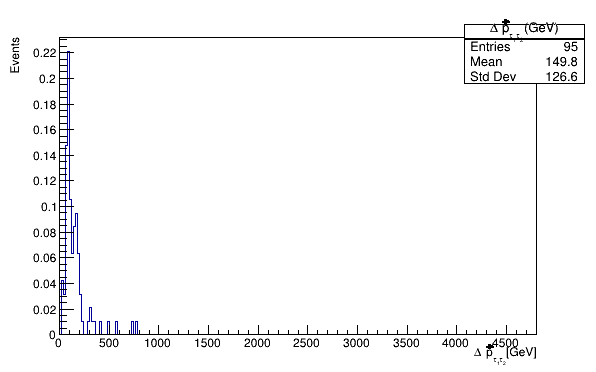 Δ p⃗τ₁τ₂(GeV)
Entries 95
Mean 149.8
Std Dev 126.6
Events
0.22
0.2
0.18
0.16
0.14
0.12
0.1
0.08
0.06
0.04
0.02
0
0 500 1000 1500 2000 2500 3000 3500 4000 4500
Δ p⃗τ₁τ₂[GeV]